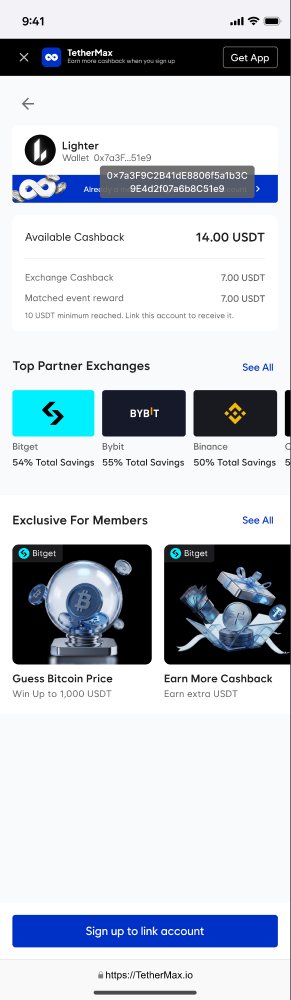 9:41
TetherMax
Earn more cashback when you sign up
Get App
Lighter
Wallet 0x7a3F...51e9
0x7a3F9C2B41dE8806f5a1b3C
9E4d2f07a6b8C51e9
Already a m
count
Available Cashback 14.00 USDT
Exchange Cashback 7.00 USDT
Matched event reward 7.00 USDT
10 USDT minimum reached. Link this account to receive it.
Top Partner Exchanges See All
BYBIT
Bitget Bybit Binance
54% Total Savings 55% Total Savings 50% Total Savings
Exclusive For Members See All
Bitget Bitget
Guess Bitcoin Price Earn More Cashback
Win Up to 1,000 USDT Earn extra USDT
Sign up to link account
https://TetherMax.io